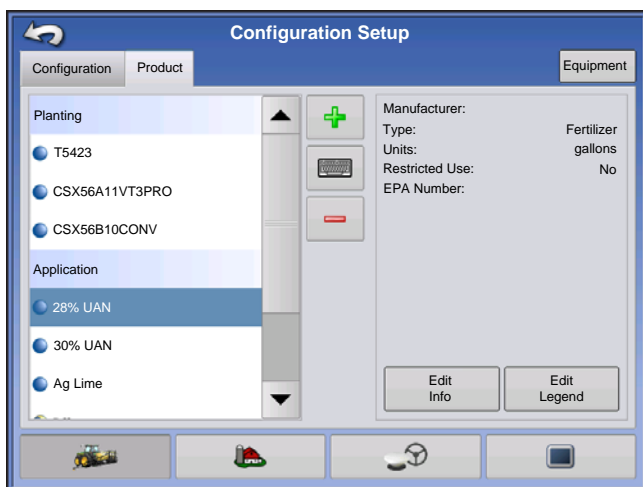 Configuration Setup
Configuration
Product
Equipment
Planting
T5423
CSX56A11VT3PRO
CSX56B10CONV
Application
28% UAN
30% UAN
Ag Lime
Manufacturer:
Type: Fertilizer
Units: gallons
Restricted Use: No
EPA Number:
Edit
Info
Edit
Legend